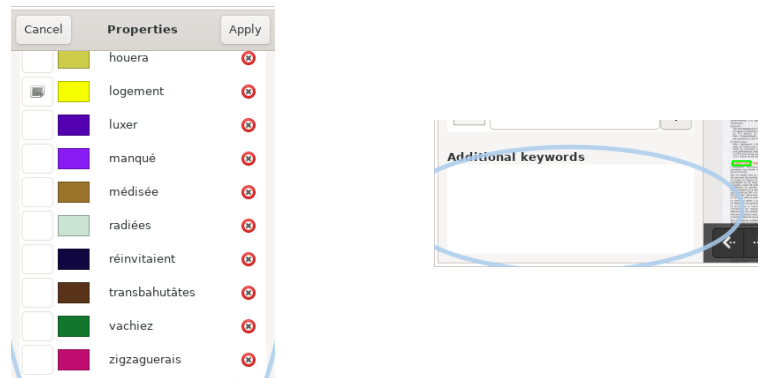 Cancel Properties Apply
houera
logement
luxer
manqué
médisée
radiées
réinvitaient
transbahutâtes
vachiez
zigzaguerais
Additional keywords